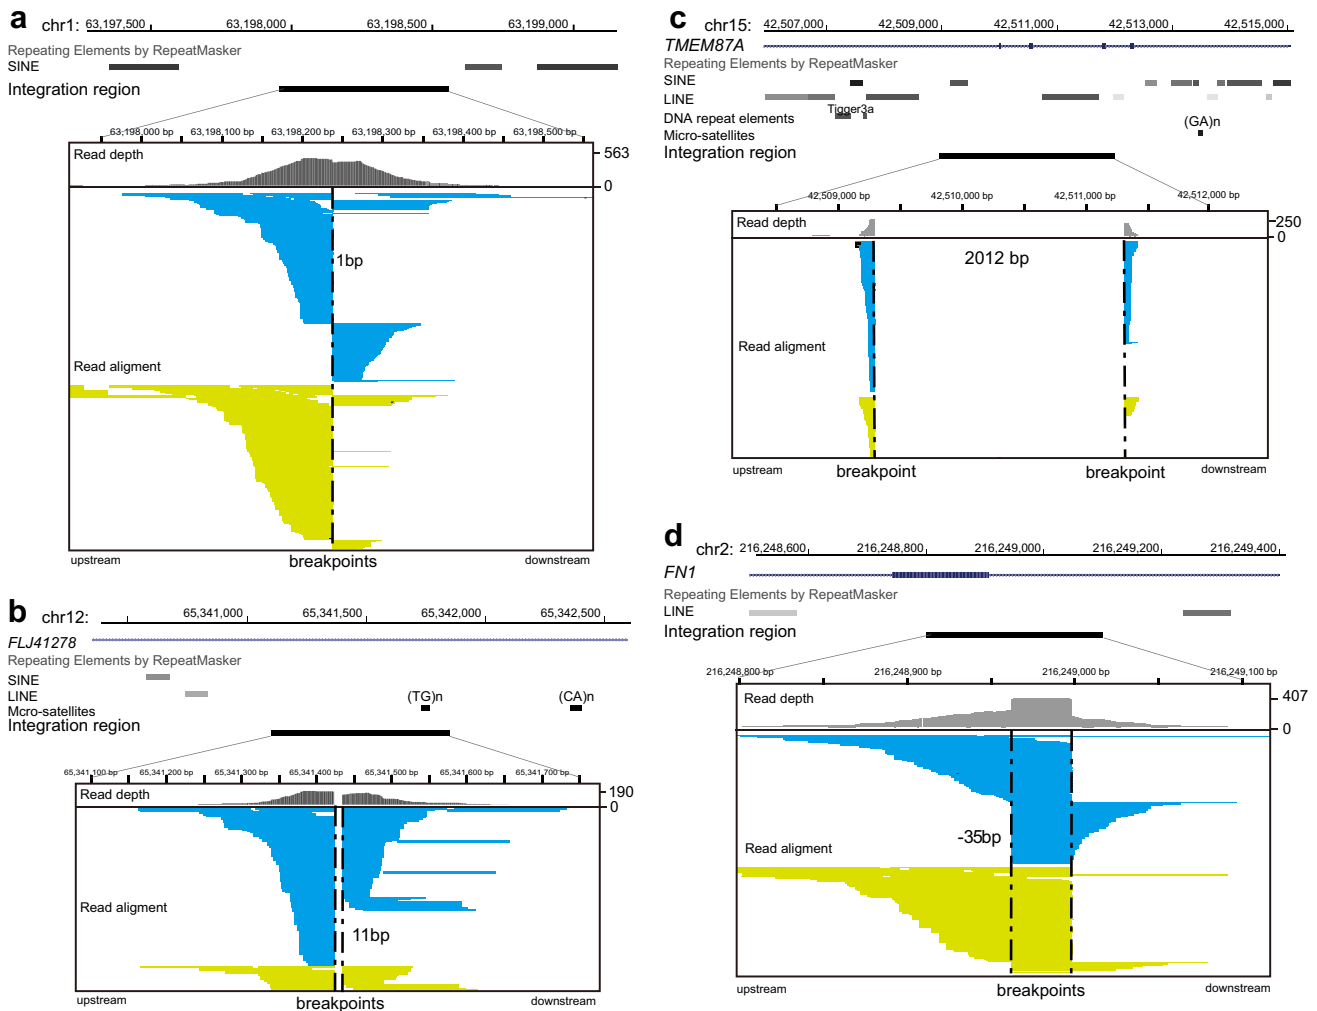 a
chr1:
63,197,500
63,198,000
63,198,500
63,199,000
Repeating Elements by RepeatMasker
SINE
Integration region
63,198,000 bp
63,198,100 bp
63,198,200 bp
63,198,300 bp
63,198,400 bp
63,198,500 bp
Read depth
563
0
1bp
Read aligment
upstream
breakpoints
downstream
b
chr12:
65,341,000
65,341,500
65,342,000
65,342,500
FLJ41278
Repeating Elements by RepeatMasker
SINE
LINE
(TG)n
(CA)n
Mcro-satellites
Integration region
65,341,100 bp
65,341,200 bp
65,341,300 bp
65,341,400 bp
65,341,500 bp
65,341,600 bp
65,341,700 bp
Read depth
190
0
Read aligment
11bp
upstream
breakpoints
downstream
c
chr15:
42,507,000
42,509,000
42,511,000
42,513,000
42,515,000
TMEM87A
Repeating Elements by RepeatMasker
SINE
LINE
Tigger3a
DNA repeat elements
(GA)n
Micro-satellites
Integration region
42,509,000 bp
42,510,000 bp
42,511,000 bp
42,512,000 bp
Read depth
250
0
2012 bp
Read aligment
upstream
breakpoint
breakpoint
downstream
d
chr2:
216,248,600
216,248,800
216,249,000
216,249,200
216,249,400
FN1
Repeating Elements by RepeatMasker
LINE
Integration region
216,248,800 bp
216,248,900 bp
216,249,000 bp
216,249,100 bp
Read depth
407
0
-35bp
Read aligment
upstream
breakpoints
downstream